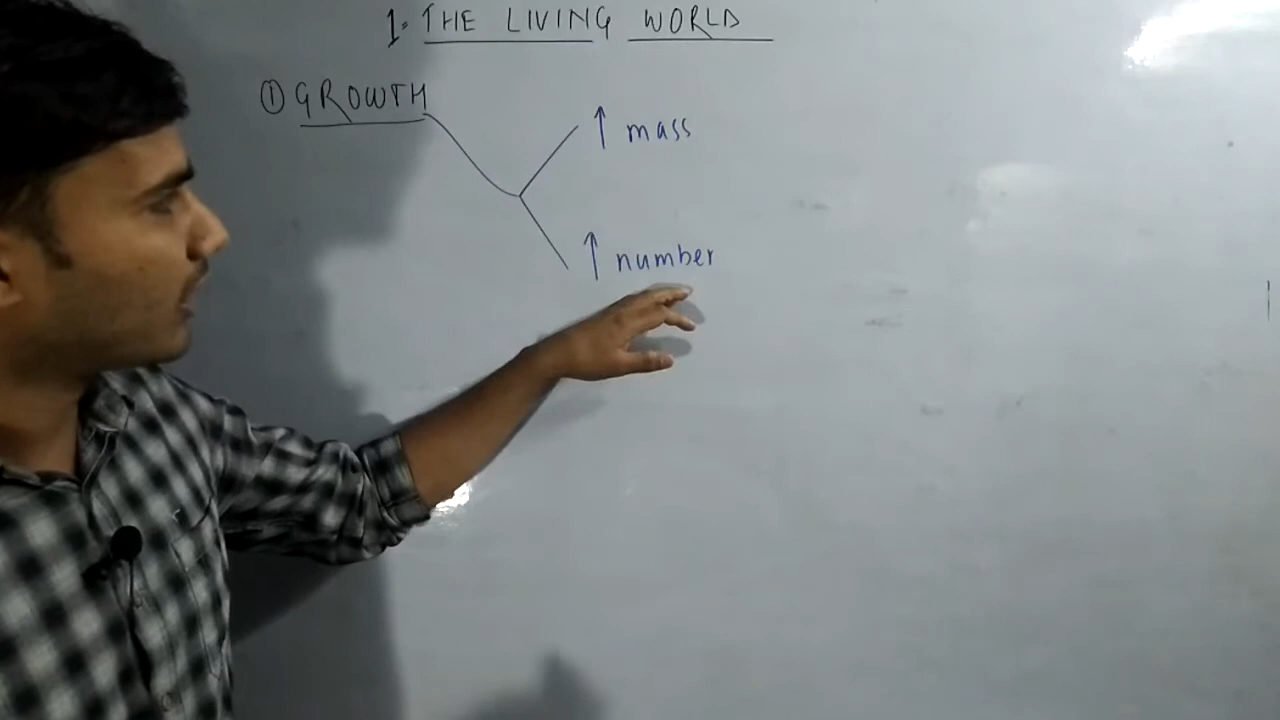 1. THE LIVING WORLD
① GROWTH
↑ mass
↑ number